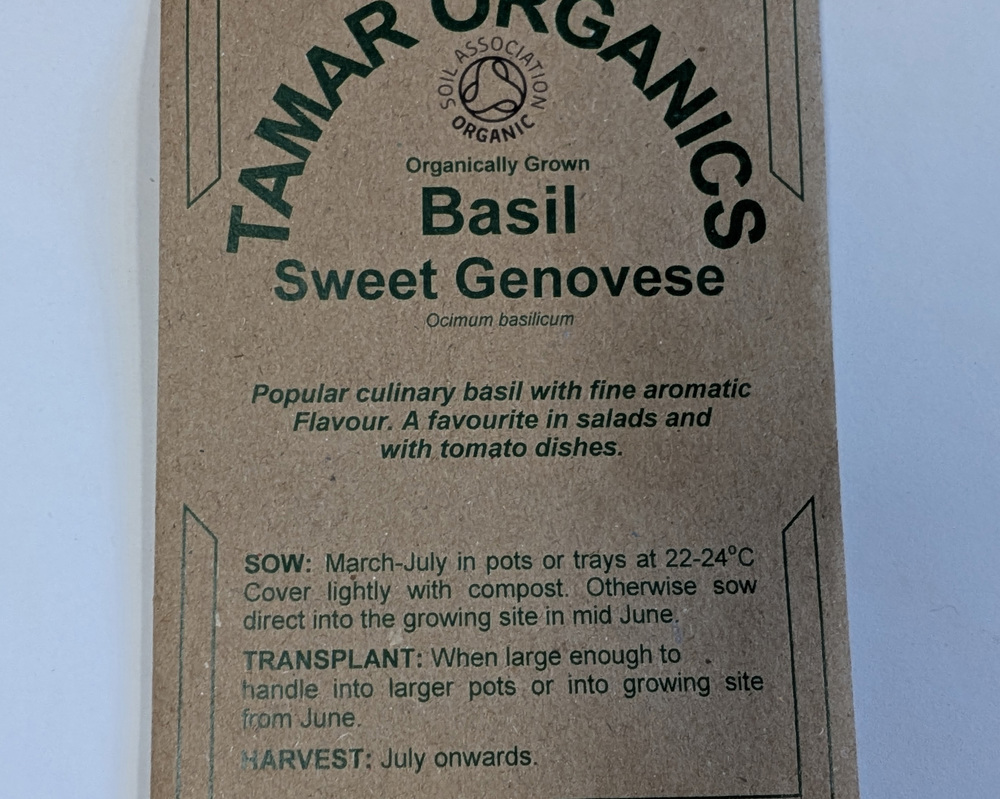 TAMAR ORGANICS
SOIL ASSOCIATION
ORGANIC
Organically Grown
Basil
Sweet Genovese
Ocimum basilicum
Popular culinary basil with fine aromatic
Flavour. A favourite in salads and
with tomato dishes.
SOW: March-July in pots or trays at 22-24ºC
Cover lightly with compost. Otherwise sow
direct into the growing site in mid June.
TRANSPLANT: When large enough to
handle into larger pots or into growing site
from June.
HARVEST: July onwards.